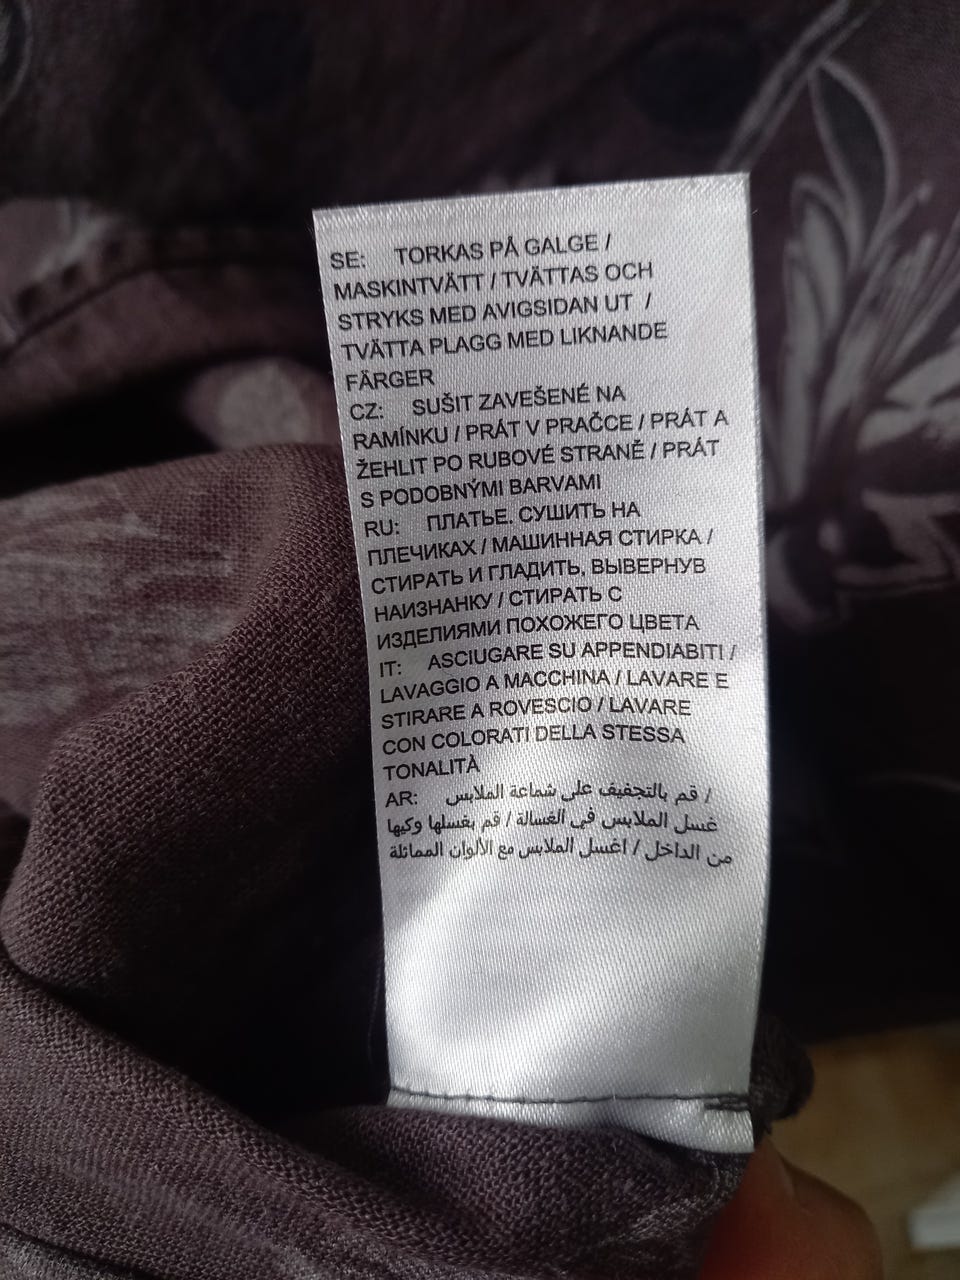 SE: TORKAS PÅ GALGE /
MASKINTVÄTT / TVÄTTAS OCH
STRYKS MED AVIGSIDAN UT /
TVÄTTA PLAGG MED LIKNANDE
FÄRGER
CZ: SUŠIT ZAVEŠENÉ NA
RAMÍNKU / PRÁT V PRAČCE / PRÁT A
ŽEHLIT PO RUBOVÉ STRANĚ / PRÁT
S PODOBNÝMI BARVAMI
RU: ПЛАТЬЕ. СУШИТЬ НА
ПЛЕЧИКАХ / МАШИННАЯ СТИРКА /
СТИРАТЬ И ГЛАДИТЬ, ВЫВЕРНУВ
НАИЗНАНКУ / СТИРАТЬ С
ИЗДЕЛИЯМИ ПОХОЖЕГО ЦВЕТА
IT: ASCIUGARE SU APPENDIABITI /
LAVAGGIO A MACCHINA / LAVARE E
STIRARE A ROVESCIO / LAVARE
CON COLORATI DELLA STESSA
TONALITÀ
AR: / قم بالتجفيف على شماعة الملابس
غسل الملابس في الغسالة / قم بغسلها وكيها
من الداخل / اغسل الملابس مع الألوان المماثلة